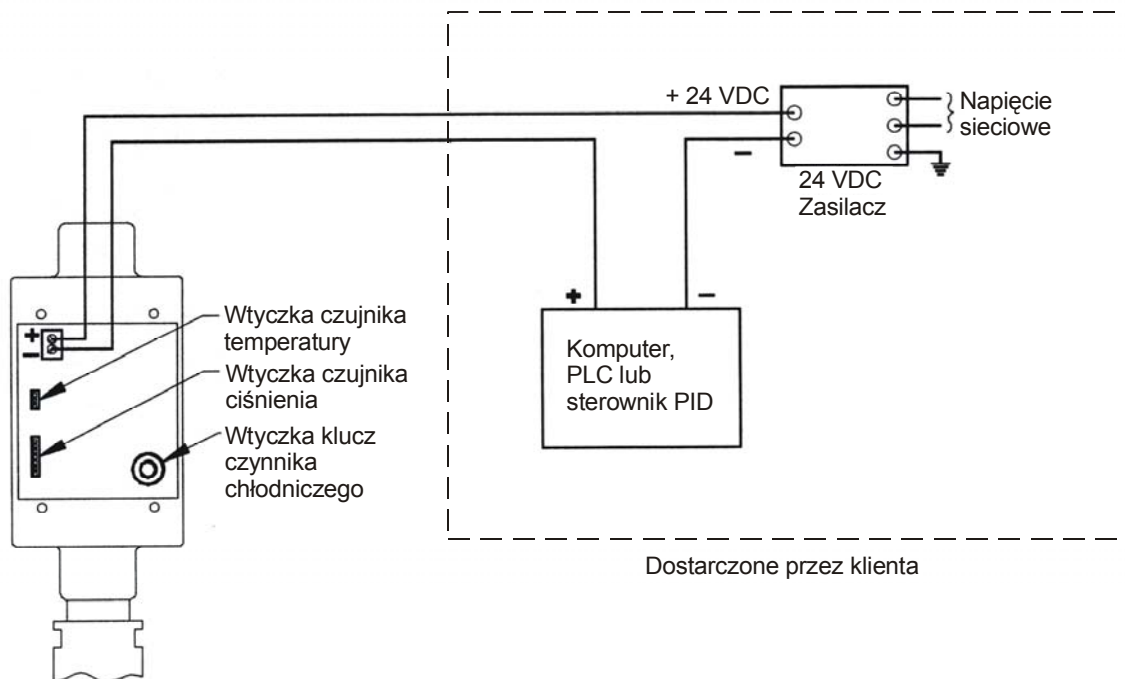 + 24 VDC
Napięcie
sieciowe
–
24 VDC
Zasilacz
+ –
Komputer,
PLC lub
sterownik PID
+
–
Wtyczka czujnika
temperatury
Wtyczka czujnika
ciśnienia
Wtyczka klucz
czynnika
chłodniczego
Dostarczone przez klienta